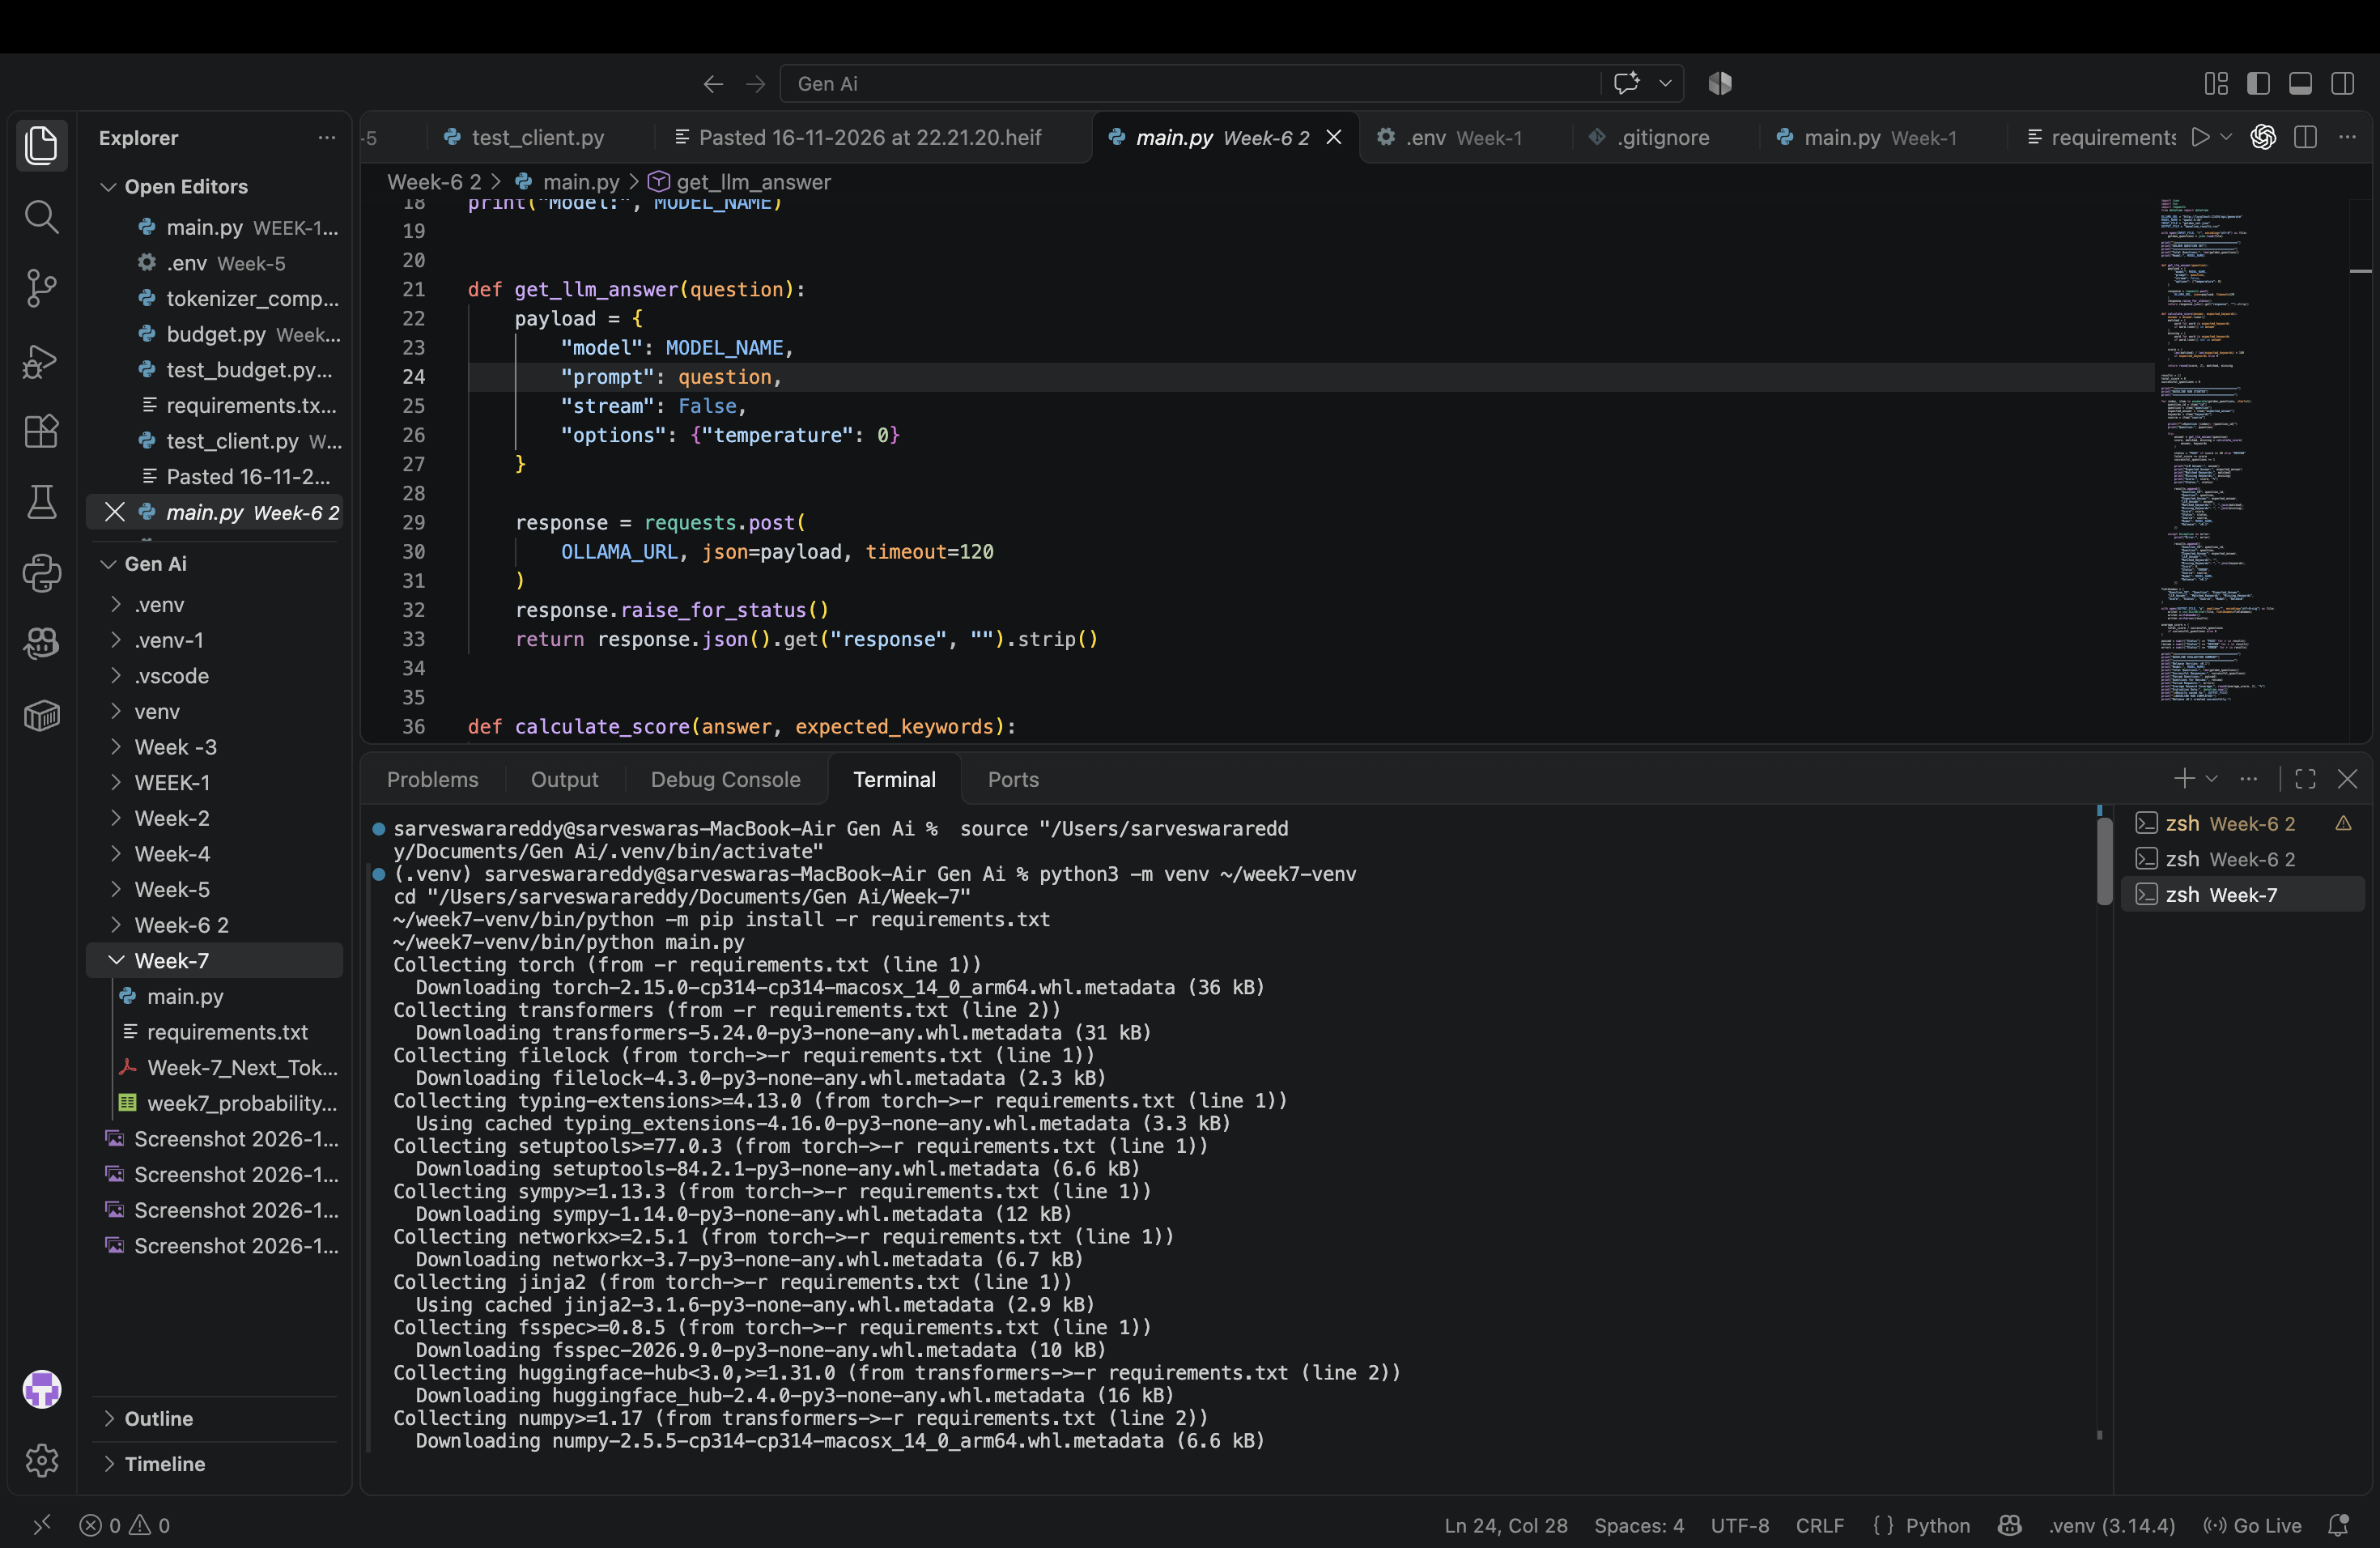 Gen Ai
Explorer
Open Editors
main.py WEEK-1...
.env Week-5
tokenizer_comp...
budget.py Week...
test_budget.py...
requirements.tx...
test_client.py W...
Pasted 16-11-2...
main.py Week-6 2
Gen Ai
.venv
.venv-1
.vscode
venv
Week -3
WEEK-1
Week-2
Week-4
Week-5
Week-6 2
Week-7
main.py
requirements.txt
Week-7_Next_Tok...
week7_probability...
Screenshot 2026-1...
Screenshot 2026-1...
Screenshot 2026-1...
Screenshot 2026-1...
Outline
Timeline
-5 test_client.py Pasted 16-11-2026 at 22.21.20.heif main.py Week-6 2 .env Week-1 .gitignore main.py Week-1 requirements
Week-6 2 > main.py > get_llm_answer
18 print("Model:", MODEL_NAME)
19
20
21 def get_llm_answer(question):
22 payload = {
23 "model": MODEL_NAME,
24 "prompt": question,
25 "stream": False,
26 "options": {"temperature": 0}
27 }
28
29 response = requests.post(
30 OLLAMA_URL, json=payload, timeout=120
31 )
32 response.raise_for_status()
33 return response.json().get("response", "").strip()
34
35
36 def calculate_score(answer, expected_keywords):
Problems Output Debug Console Terminal Ports
sarveswarareddy@sarveswaras-MacBook-Air Gen Ai %  source "/Users/sarveswararedd
y/Documents/Gen Ai/.venv/bin/activate"
(.venv) sarveswarareddy@sarveswaras-MacBook-Air Gen Ai % python3 -m venv ~/week7-venv
cd "/Users/sarveswarareddy/Documents/Gen Ai/Week-7"
~/week7-venv/bin/python -m pip install -r requirements.txt
~/week7-venv/bin/python main.py
Collecting torch (from -r requirements.txt (line 1))
Downloading torch-2.15.0-cp314-cp314-macosx_14_0_arm64.whl.metadata (36 kB)
Collecting transformers (from -r requirements.txt (line 2))
Downloading transformers-5.24.0-py3-none-any.whl.metadata (31 kB)
Collecting filelock (from torch->-r requirements.txt (line 1))
Downloading filelock-4.3.0-py3-none-any.whl.metadata (2.3 kB)
Collecting typing-extensions>=4.13.0 (from torch->-r requirements.txt (line 1))
Using cached typing_extensions-4.16.0-py3-none-any.whl.metadata (3.3 kB)
Collecting setuptools>=77.0.3 (from torch->-r requirements.txt (line 1))
Downloading setuptools-84.2.1-py3-none-any.whl.metadata (6.6 kB)
Collecting sympy>=1.13.3 (from torch->-r requirements.txt (line 1))
Downloading sympy-1.14.0-py3-none-any.whl.metadata (12 kB)
Collecting networkx>=2.5.1 (from torch->-r requirements.txt (line 1))
Downloading networkx-3.7-py3-none-any.whl.metadata (6.7 kB)
Collecting jinja2 (from torch->-r requirements.txt (line 1))
Using cached jinja2-3.1.6-py3-none-any.whl.metadata (2.9 kB)
Collecting fsspec>=0.8.5 (from torch->-r requirements.txt (line 1))
Downloading fsspec-2026.9.0-py3-none-any.whl.metadata (10 kB)
Collecting huggingface-hub<3.0,>=1.31.0 (from transformers->-r requirements.txt (line 2))
Downloading huggingface_hub-2.4.0-py3-none-any.whl.metadata (16 kB)
Collecting numpy>=1.17 (from transformers->-r requirements.txt (line 2))
Downloading numpy-2.5.5-cp314-cp314-macosx_14_0_arm64.whl.metadata (6.6 kB)
zsh Week-6 2
zsh Week-6 2
zsh Week-7
0 0 Ln 24, Col 28 Spaces: 4 UTF-8 CRLF {} Python .venv (3.14.4) Go Live